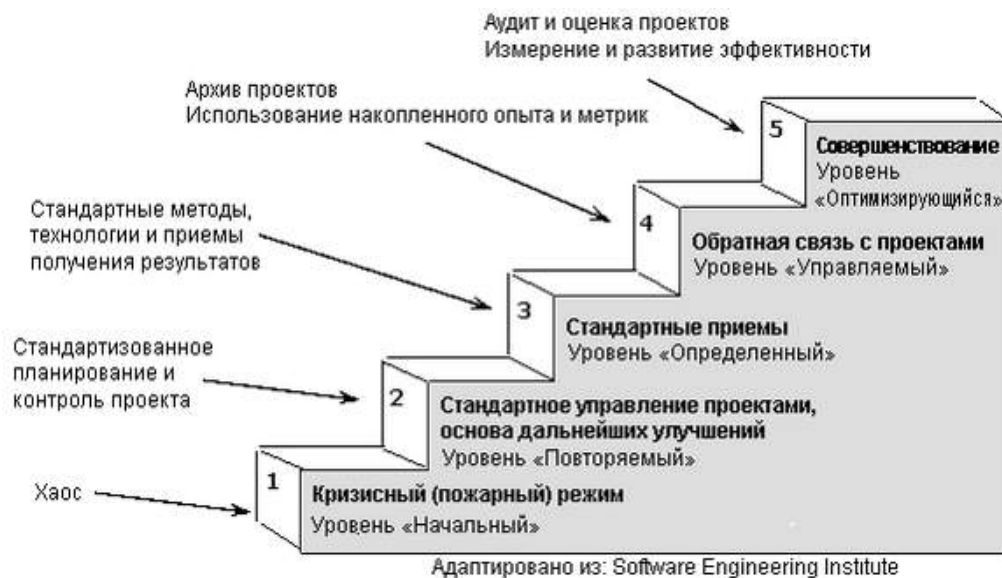 Аудит и оценка проектов
Измерение и развитие эффективности
Архив проектов
Использование накопленного опыта и метрик
Стандартные методы,
технологии и приемы
получения результатов
Стандартизованное
планирование и
контроль проекта
Хаос
5
Совершенствование
Уровень
«Оптимизирующийся»
4
Обратная связь с проектами
Уровень «Управляемый»
3
Стандартные приемы
Уровень «Определенный»
2
Стандартное управление проектами,
основа дальнейших улучшений
Уровень «Повторяемый»
1
Кризисный (пожарный) режим
Уровень «Начальный»
Адаптировано из: Software Engineering Institute